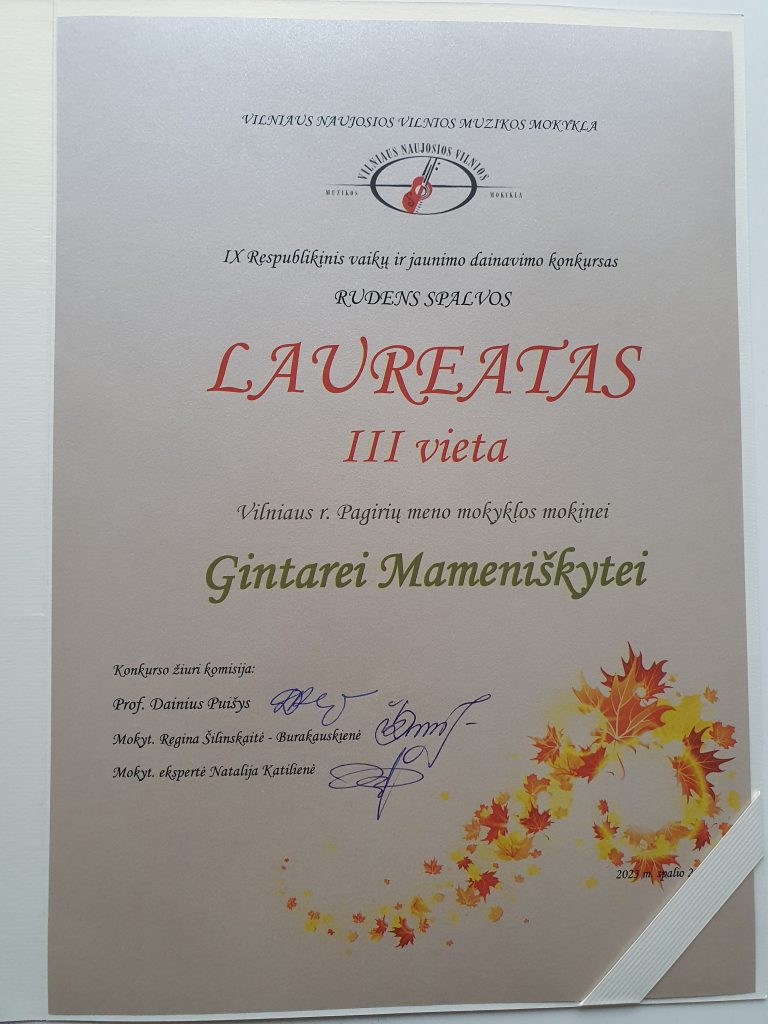 VILNIAUS NAUJOSIOS VILNIOS MUZIKOS MOKYKLA
VILNIAUS NAUJOSIOS VILNIOS
MUZIKOS MOKYKLA
IX Respublikinis vaikų ir jaunimo dainavimo konkursas
RUDENS SPALVOS
LAUREATAS
III vieta
Vilniaus r. Pagirių meno mokyklos mokinei
Gintarei Mameniškytei
Konkurso žiuri komisija:
Prof. Dainius Puišys
Mokyt. Regina Šilinskaitė - Burakauskienė
Mokyt. ekspertė Natalija Katilienė
2023 m. spalio